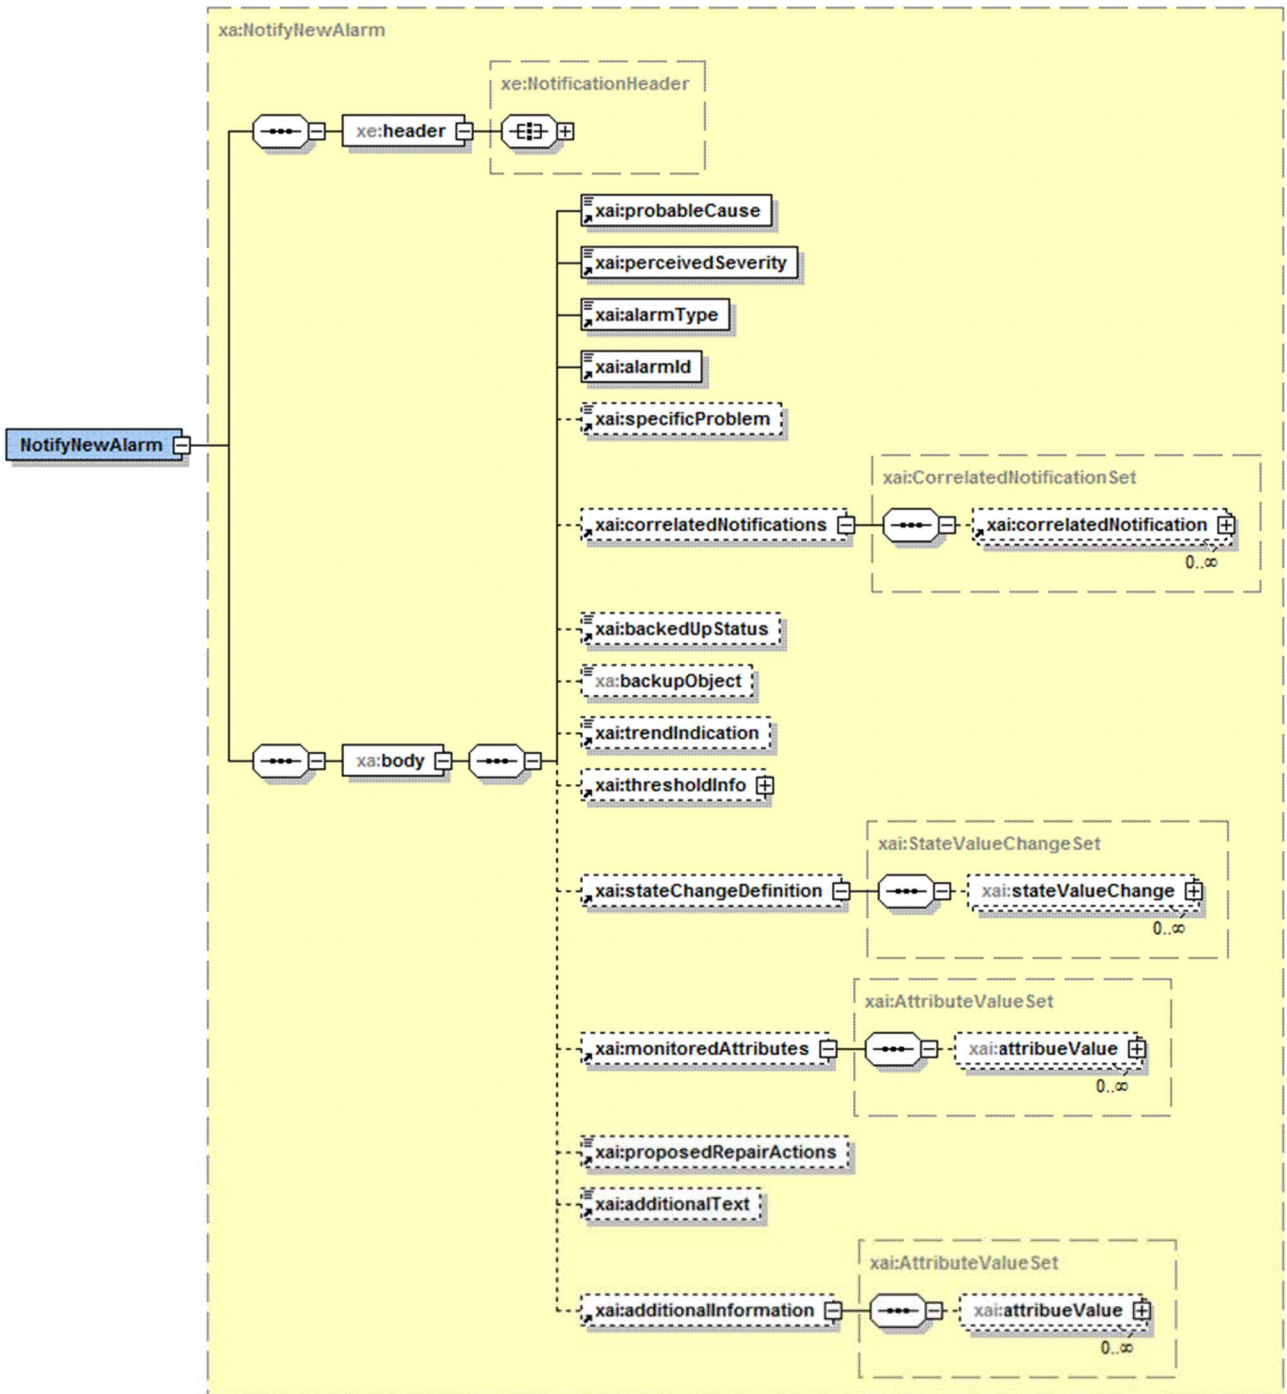 xa:NotifyNewAlarm
xe:NotificationHeader
xe:header
xai:probableCause
xai:perceivedSeverity
xai:alarmType
xai:alarmId
xai:specificProblem
NotifyNewAlarm
xai:CorrelatedNotificationSet
xai:correlatedNotifications
xai:correlatedNotification
0..∞
xai:backedUpStatus
xa:backupObject
xai:trendIndication
xa:body
xai:thresholdInfo
xai:StateValueChangeSet
xai:stateChangeDefinition
xai:stateValueChange
0..∞
xai:AttributeValueSet
xai:monitoredAttributes
xai:attribueValue
0..∞
xai:proposedRepairActions
xai:additionalText
xai:AttributeValueSet
xai:additionalInformation
xai:attribueValue
0..∞